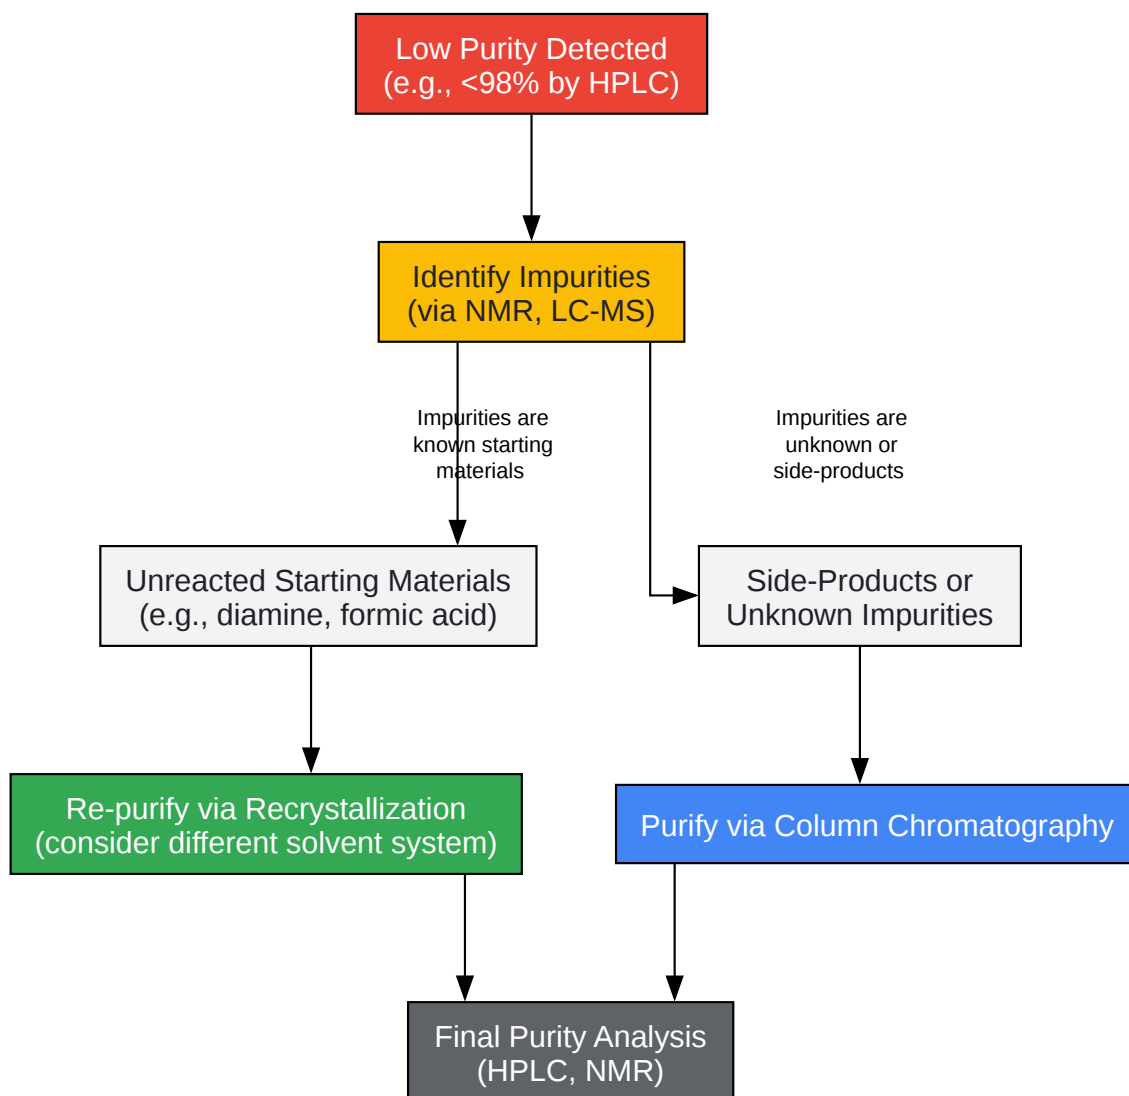 Low Purity Detected
(e.g., <98% by HPLC)
Identify Impurities
(via NMR, LC-MS)
Impurities are
known starting
materials
Impurities are
unknown or
side-products
Unreacted Starting Materials
(e.g., diamine, formic acid)
Side-Products or
Unknown Impurities
Re-purify via Recrystallization
(consider different solvent system)
Purify via Column Chromatography
Final Purity Analysis
(HPLC, NMR)